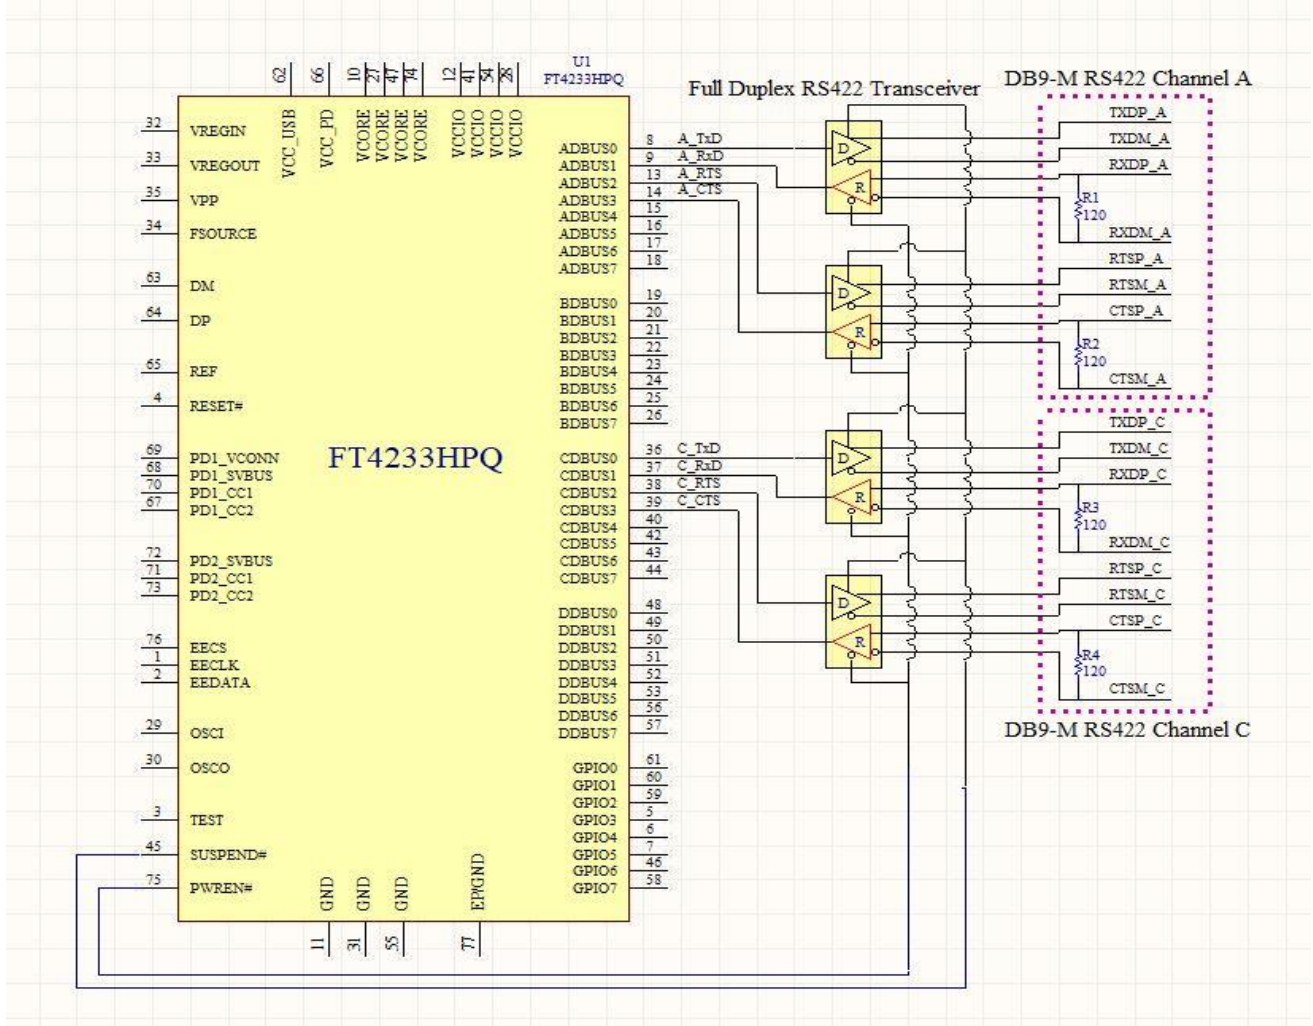 U1
FT4233HPQ
62
66
10
27
47
74
12
41
54
28
VCC_USB
VCC_PD
VCORE
VCORE
VCORE
VCORE
VCCIO
VCCIO
VCCIO
VCCIO
32 VREGIN
33 VREGOUT
35 VPP
34 FSOURCE
63 DM
64 DP
65 REF
4 RESET#
69 PD1_VCONN
68 PD1_SVBUS
70 PD1_CC1
67 PD1_CC2
72 PD2_SVBUS
71 PD2_CC1
73 PD2_CC2
76 EECS
1 EECLK
2 EEDATA
29 OSCI
30 OSCO
3 TEST
45 SUSPEND#
75 PWREN#
FT4233HPQ
ADBUS0 8 A_TxD
ADBUS1 9 A_RxD
ADBUS2 13 A_RTS
ADBUS3 14 A_CTS
ADBUS4 15
ADBUS5 16
ADBUS6 17
ADBUS7 18
BDBUS0 19
BDBUS1 20
BDBUS2 21
BDBUS3 22
BDBUS4 23
BDBUS5 24
BDBUS6 25
BDBUS7 26
CDBUS0 36 C_TxD
CDBUS1 37 C_RxD
CDBUS2 38 C_RTS
CDBUS3 39 C_CTS
CDBUS4 40
CDBUS5 42
CDBUS6 43
CDBUS7 44
DDBUS0 48
DDBUS1 49
DDBUS2 50
DDBUS3 51
DDBUS4 52
DDBUS5 53
DDBUS6 56
DDBUS7 57
GPIO0 61
GPIO1 60
GPIO2 59
GPIO3 5
GPIO4 6
GPIO5 7
GPIO6 46
GPIO7 58
GND
GND
GND
EP/GND
11
31
55
77
Full Duplex RS422 Transceiver
D
R
D
R
D
R
D
R
DB9-M RS422 Channel A
TXDP_A
TXDM_A
RXDP_A
R1
120
RXDM_A
RTSP_A
RTSM_A
CTSP_A
R2
120
CTSM_A
TXDP_C
TXDM_C
RXDP_C
R3
120
RXDM_C
RTSP_C
RTSM_C
CTSP_C
R4
120
CTSM_C
DB9-M RS422 Channel C